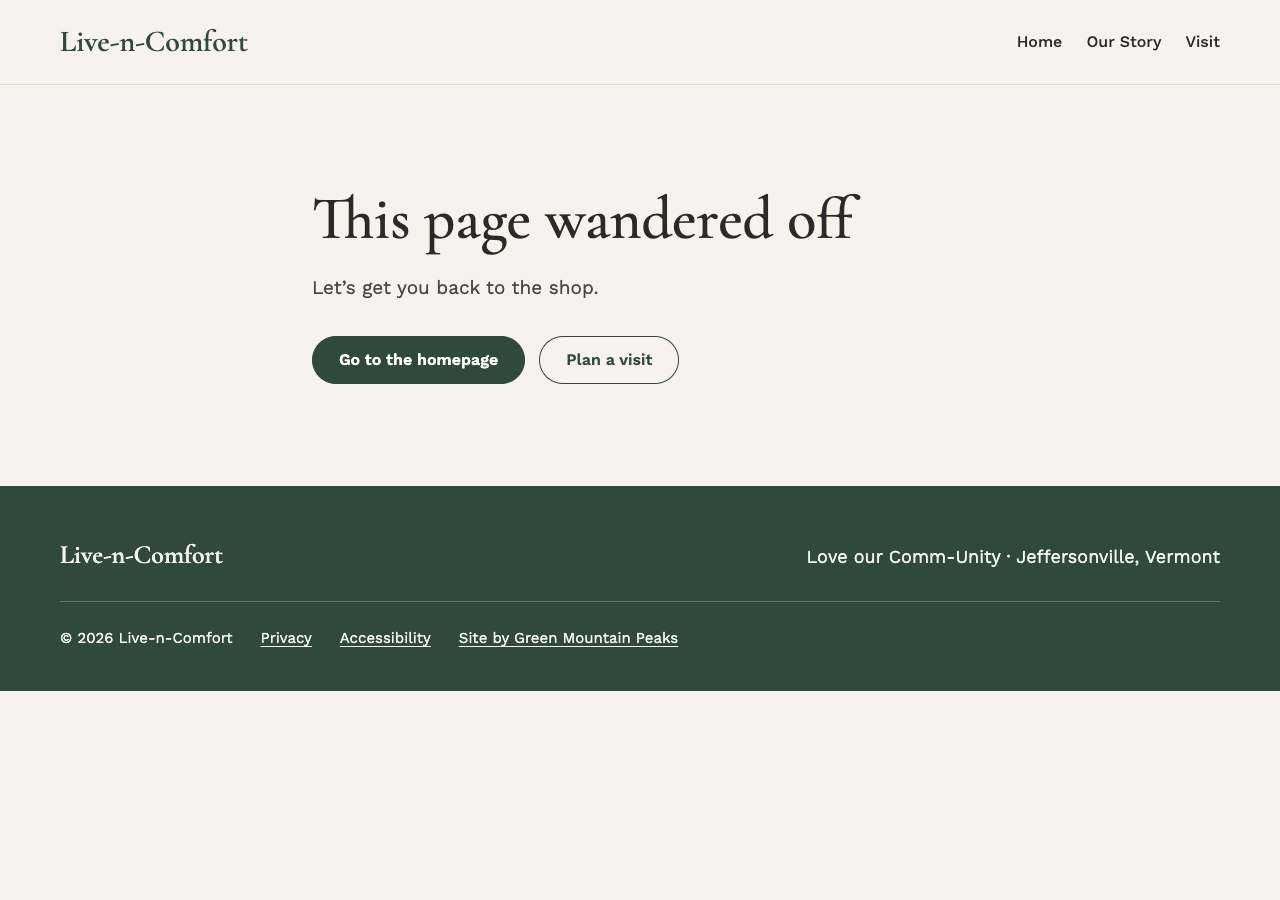 Live-n-Comfort
Home Our Story Visit
This page wandered off
Let’s get you back to the shop.
Go to the homepage Plan a visit
Live-n-Comfort
Love our Comm-Unity · Jeffersonville, Vermont
© 2026 Live-n-Comfort Privacy Accessibility Site by Green Mountain Peaks